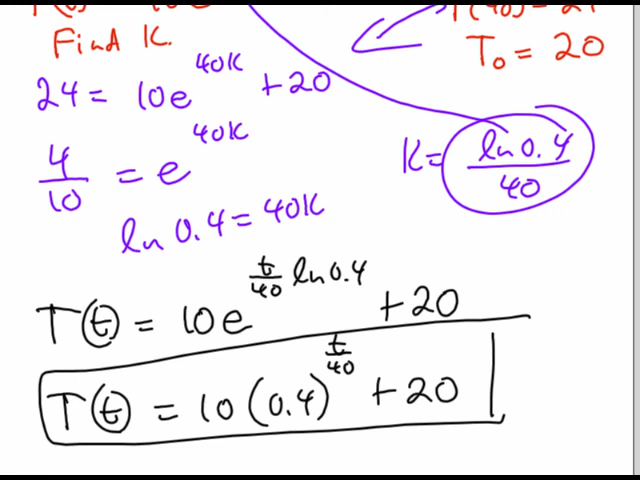 Find K.
T₀ = 20
24 = 10e^(40K) + 20
4/10 = e^(40K)
K = ln 0.4/40
ln 0.4 = 40K
T(t) = 10e^(t/40 ln 0.4) + 20
T(t) = 10(0.4)^(t/40) + 20